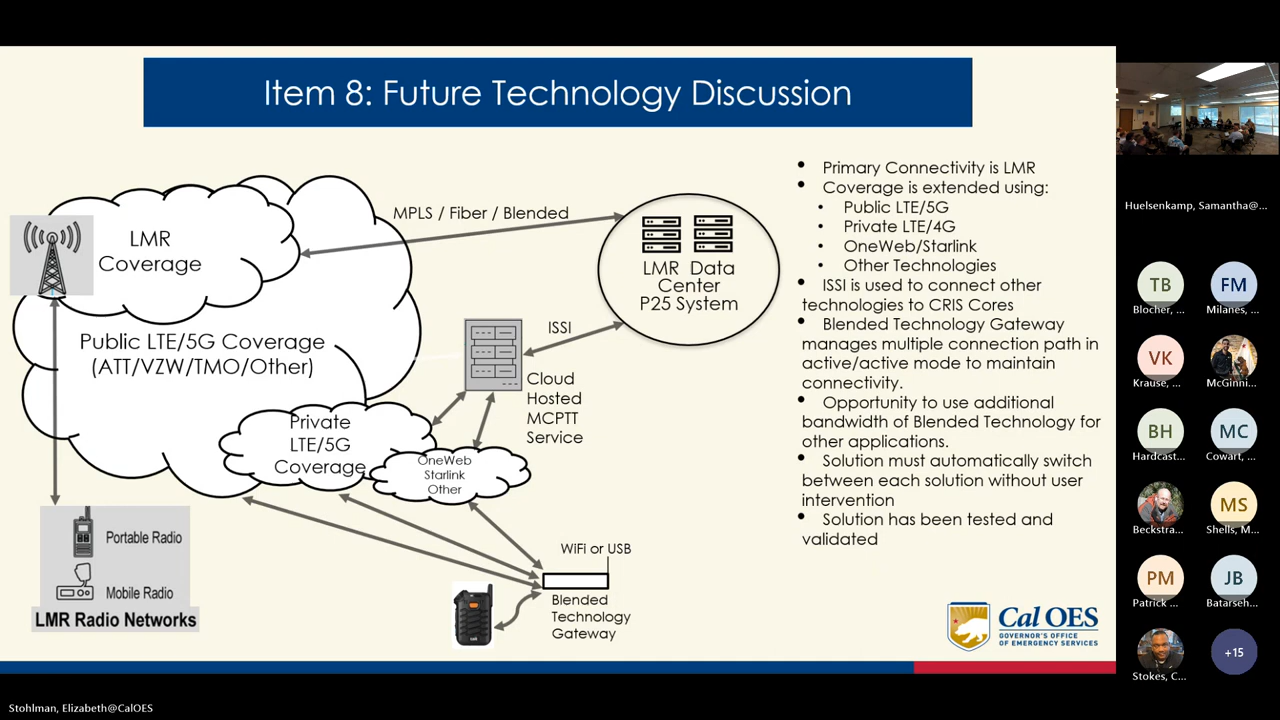 Item 8: Future Technology Discussion
MPLS / Fiber / Blended
LMR
Coverage
LMR Data
Center
P25 System
Public LTE/5G Coverage
(ATT/VZW/TMO/Other)
ISSI
Cloud
Hosted
MCPTT
Service
Private
LTE/5G
Coverage
OneWeb
Starlink
Other
Portable Radio
Mobile Radio
LMR Radio Networks
WiFi or USB
Blended
Technology
Gateway
• Primary Connectivity is LMR
• Coverage is extended using:
• Public LTE/5G
• Private LTE/4G
• OneWeb/Starlink
• Other Technologies
• ISSI is used to connect other
technologies to CRIS Cores
• Blended Technology Gateway
manages multiple connection path in
active/active mode to maintain
connectivity.
• Opportunity to use additional
bandwidth of Blended Technology for
other applications.
• Solution must automatically switch
between each solution without user
intervention
• Solution has been tested and
validated
Cal OES
GOVERNOR'S OFFICE
OF EMERGENCY SERVICES
Huelsenkamp, Samantha@...
TB
Blocher, ...
FM
Milanes, ...
VK
Krause, ...
McGinni...
BH
Hardcast...
MC
Cowart, ...
Beckstra...
MS
Shells, M...
PM
Patrick ...
JB
Batarseh...
Stokes, C...
+15
Stohlman, Elizabeth@CalOES